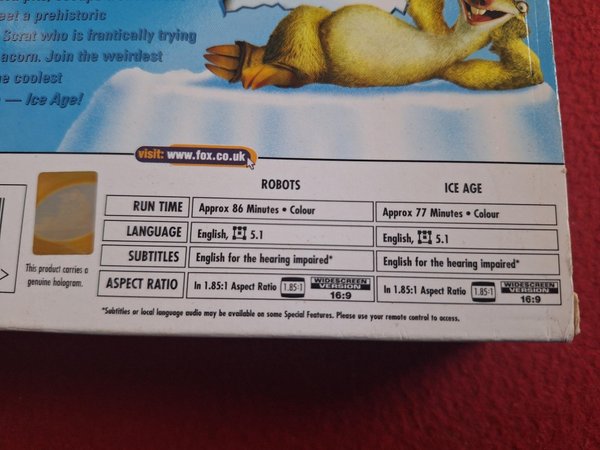 eet a prehistoric
Scrat who is frantically trying
acorn. Join the weirdest
e coolest
— Ice Age!
visit: www.fox.co.uk
ROBOTS ICE AGE
RUN TIME Approx 86 Minutes • Colour Approx 77 Minutes • Colour
LANGUAGE English, 5.1 English, 5.1
SUBTITLES English for the hearing impaired* English for the hearing impaired*
ASPECT RATIO In 1.85:1 Aspect Ratio 1.85:1 WIDESCREEN VERSION 16:9 In 1.85:1 Aspect Ratio 1.85:1 WIDESCREEN VERSION 16:9
This product carries a
genuine hologram.
*Subtitles or local language audio may be available on some Special Features. Please use your remote control to access.